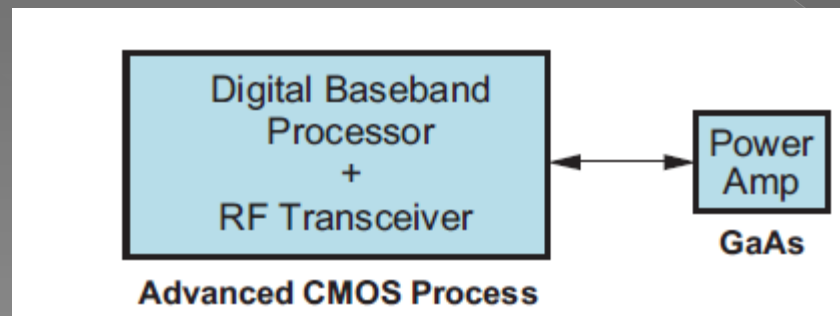 Digital Baseband
Processor
+
RF Transceiver
Advanced CMOS Process
Power
Amp
GaAs